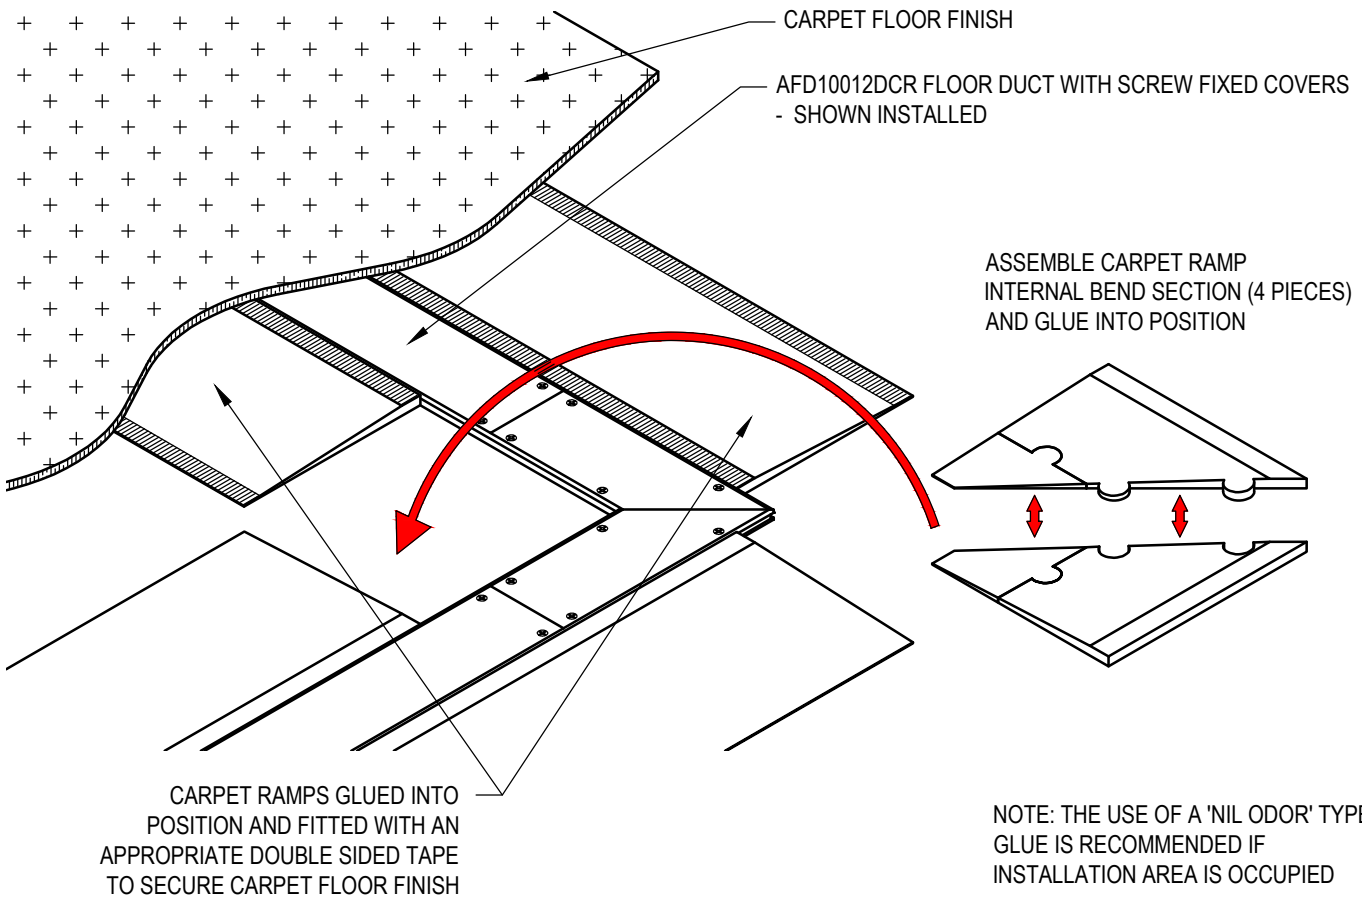 CARPET FLOOR FINISH
AFD10012DCR FLOOR DUCT WITH SCREW FIXED COVERS
- SHOWN INSTALLED
ASSEMBLE CARPET RAMP
INTERNAL BEND SECTION (4 PIECES)
AND GLUE INTO POSITION
CARPET RAMPS GLUED INTO
POSITION AND FITTED WITH AN
APPROPRIATE DOUBLE SIDED TAPE
TO SECURE CARPET FLOOR FINISH
NOTE: THE USE OF A 'NIL ODOR' TYPE
GLUE IS RECOMMENDED IF
INSTALLATION AREA IS OCCUPIED